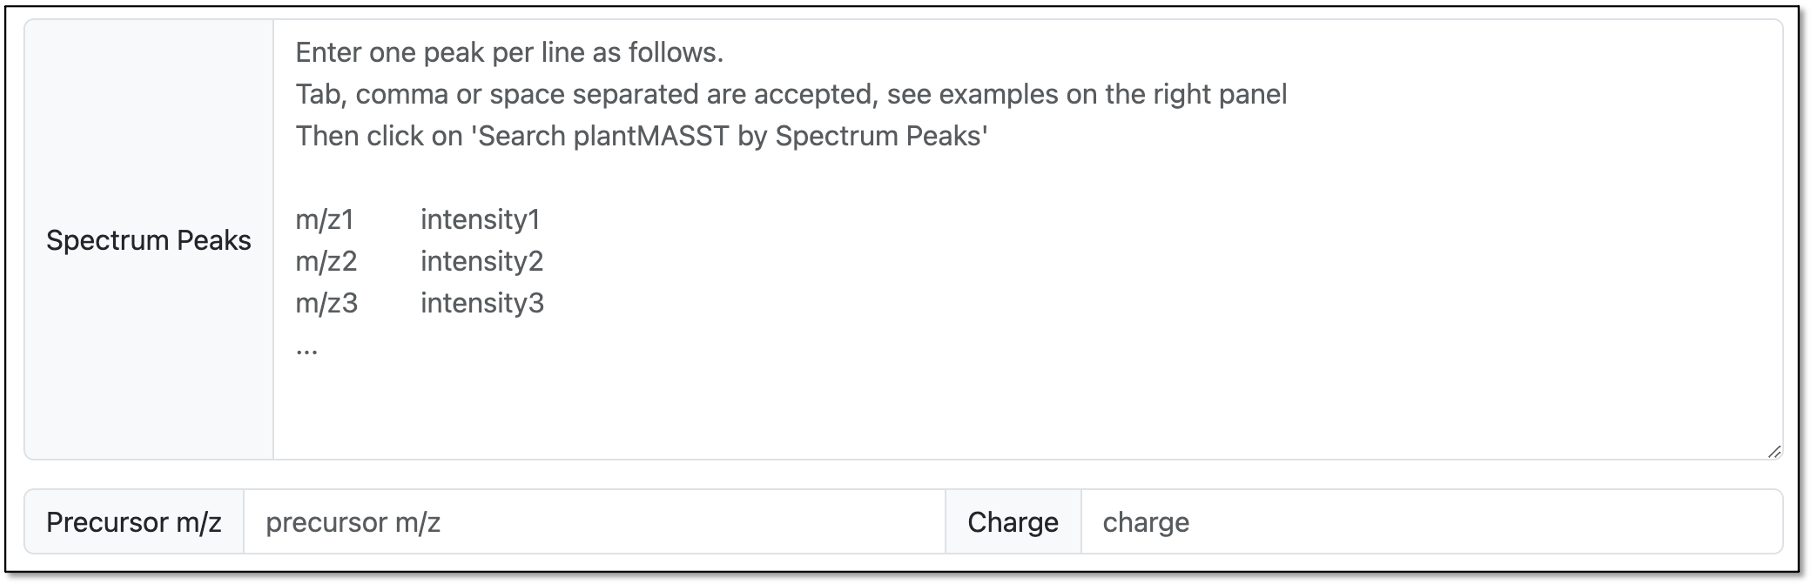 Spectrum Peaks
Enter one peak per line as follows.
Tab, comma or space separated are accepted, see examples on the right panel
Then click on 'Search plantMASST by Spectrum Peaks'
m/z1 intensity1
m/z2 intensity2
m/z3 intensity3
...
Precursor m/z precursor m/z Charge charge